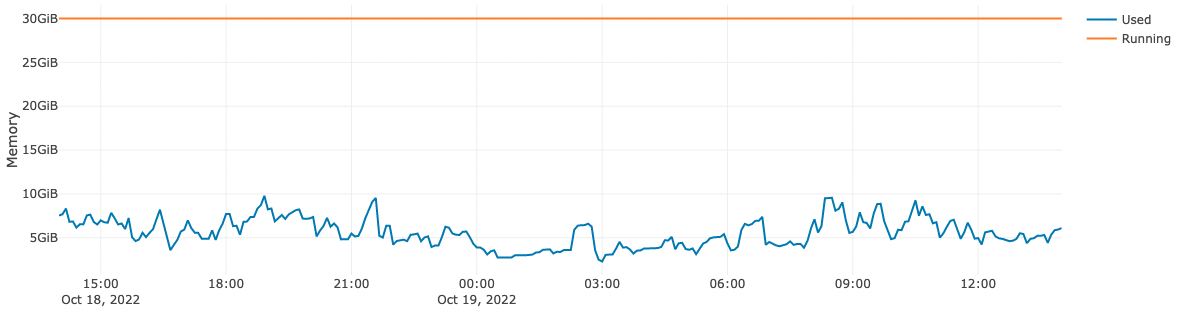 30GiB
25GiB
20GiB
15GiB
10GiB
5GiB
Memory
15:00
18:00
21:00
00:00
03:00
06:00
09:00
12:00
Oct 18, 2022
Oct 19, 2022
Used
Running